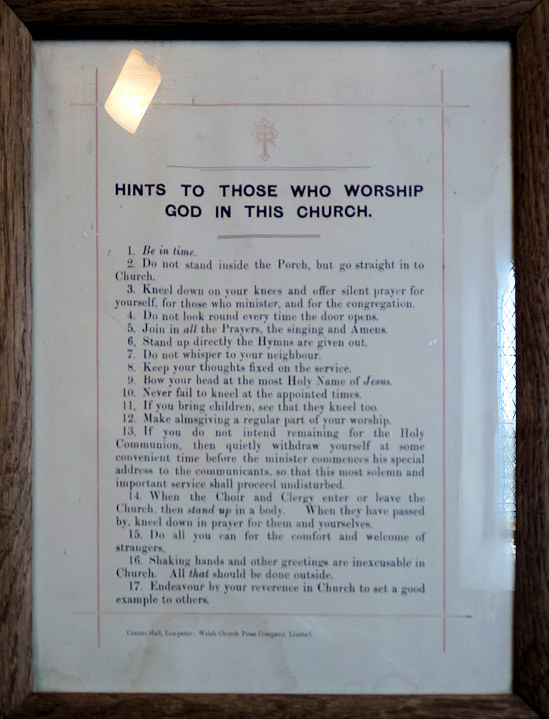 HINTS TO THOSE WHO WORSHIP
GOD IN THIS CHURCH.
1. Be in time.
2. Do not stand inside the Porch, but go straight in to
Church.
3. Kneel down on your knees and offer silent prayer for
yourself, for those who minister, and for the congregation.
4. Do not look round every time the door opens.
5. Join in all the Prayers, the singing and Amens.
6. Stand up directly the Hymns are given out.
7. Do not whisper to your neighbour.
8. Keep your thoughts fixed on the service.
9. Bow your head at the most Holy Name of Jesus.
10. Never fail to kneel at the appointed times.
11. If you bring children, see that they kneel too.
12. Make almsgiving a regular part of your worship.
13. If you do not intend remaining for the Holy
Communion, then quietly withdraw yourself at some
convenient time before the minister commences his special
address to the communicants, so that this most solemn and
important service shall proceed undisturbed.
14. When the Choir and Clergy enter or leave the
Church, then stand up in a body. When they have passed
by, kneel down in prayer for them and yourselves.
15. Do all you can for the comfort and welcome of
strangers.
16. Shaking hands and other greetings are inexcusable in
Church. All that should be done outside.
17. Endeavour by your reverence in Church to set a good
example to others.
Caxton Hall, Lampeter: Welsh Church Press Company, Limited.